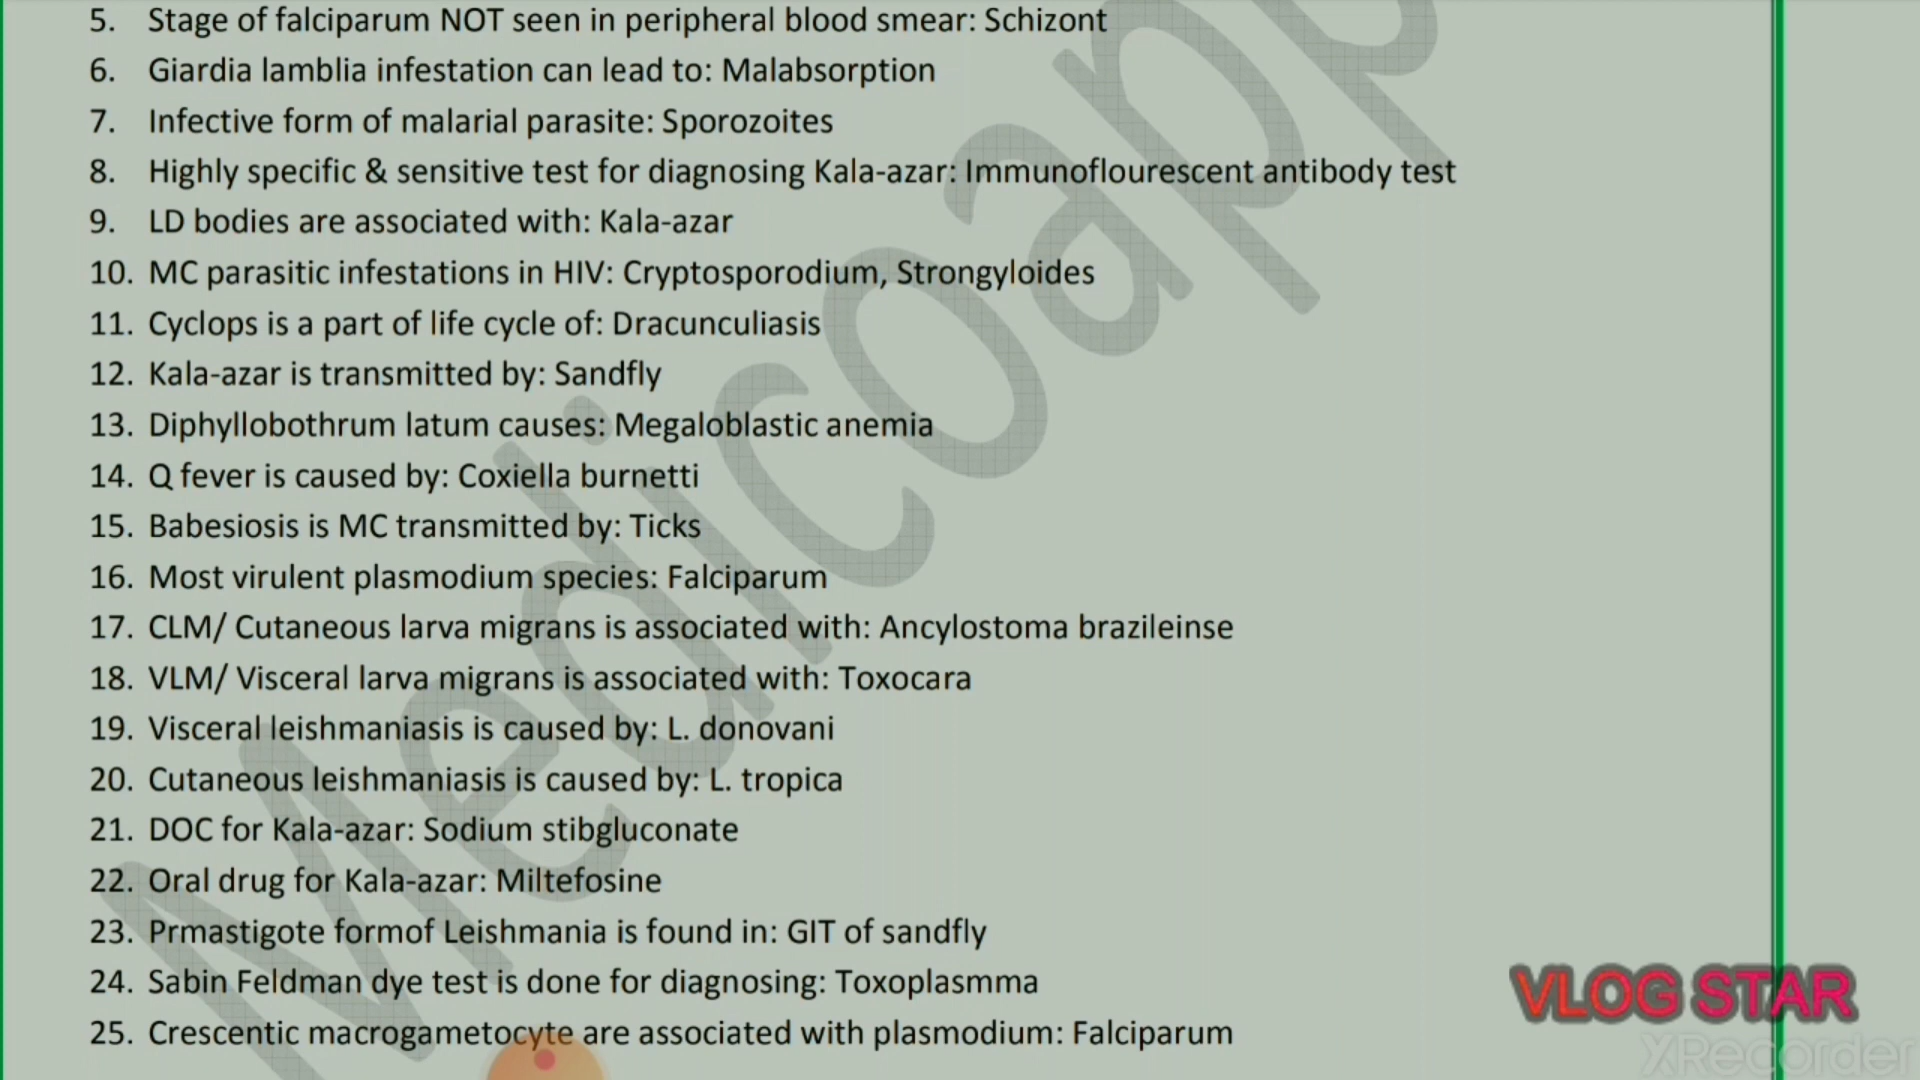 5. Stage of falciparum NOT seen in peripheral blood smear: Schizont
6. Giardia lamblia infestation can lead to: Malabsorption
7. Infective form of malarial parasite: Sporozoites
8. Highly specific & sensitive test for diagnosing Kala-azar: Immunoflourescent antibody test
9. LD bodies are associated with: Kala-azar
10. MC parasitic infestations in HIV: Cryptosporodium, Strongyloides
11. Cyclops is a part of life cycle of: Dracunculiasis
12. Kala-azar is transmitted by: Sandfly
13. Diphyllobothrum latum causes: Megaloblastic anemia
14. Q fever is caused by: Coxiella burnetti
15. Babesiosis is MC transmitted by: Ticks
16. Most virulent plasmodium species: Falciparum
17. CLM/ Cutaneous larva migrans is associated with: Ancylostoma brazileinse
18. VLM/ Visceral larva migrans is associated with: Toxocara
19. Visceral leishmaniasis is caused by: L. donovani
20. Cutaneous leishmaniasis is caused by: L. tropica
21. DOC for Kala-azar: Sodium stibgluconate
22. Oral drug for Kala-azar: Miltefosine
23. Prmastigote formof Leishmania is found in: GIT of sandfly
24. Sabin Feldman dye test is done for diagnosing: Toxoplasmma
25. Crescentic macrogametocyte are associated with plasmodium: Falciparum
Medicoapp
VLOG STAR
XRecorder